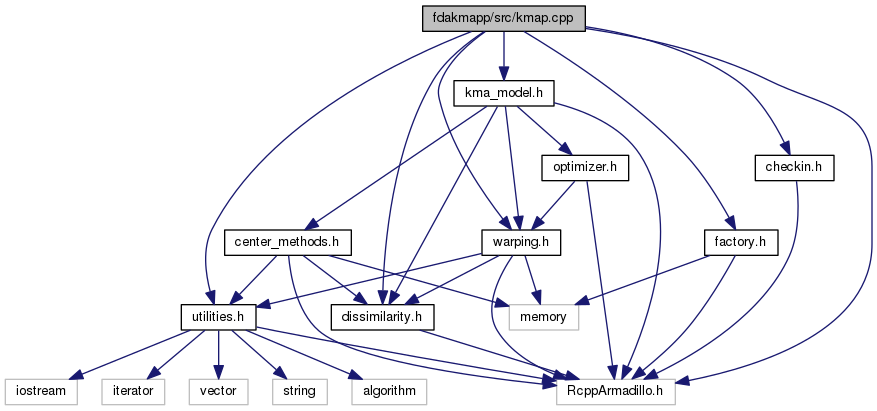 fdakmapp/src/kmap.cpp
kma_model.h
optimizer.h
checkin.h
center_methods.h
warping.h
factory.h
utilities.h
dissimilarity.h
memory
iostream
iterator
vector
string
algorithm
RcppArmadillo.h